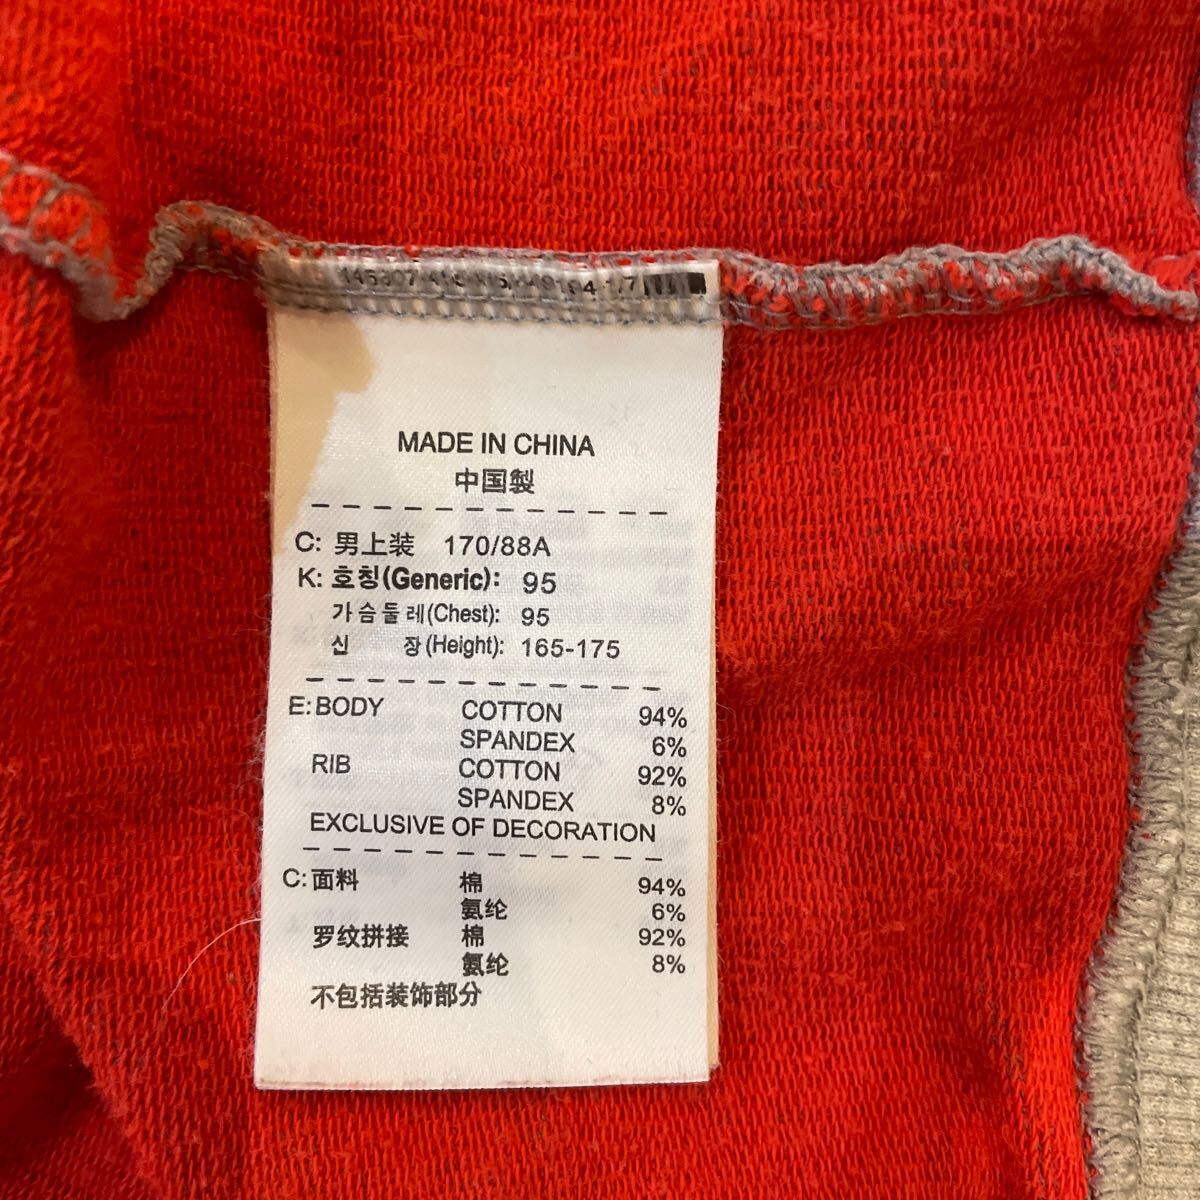 MADE IN CHINA
中国製
C: 男上装 170/88A
K: 호칭(Generic): 95
가슴둘레(Chest): 95
신 장(Height): 165-175
E: BODY COTTON 94%
SPANDEX 6%
RIB COTTON 92%
SPANDEX 8%
EXCLUSIVE OF DECORATION
C: 面料 棉 94%
氨纶 6%
罗纹拼接 棉 92%
氨纶 8%
不包括装饰部分